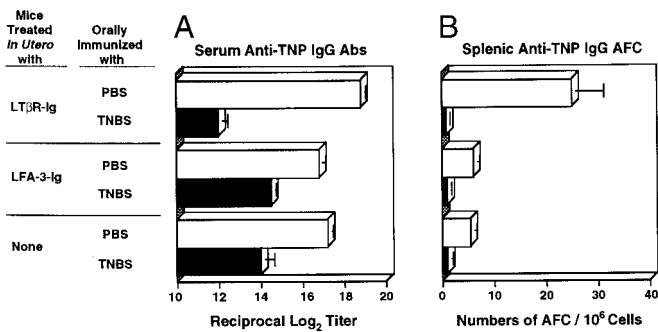 Mice
Treated
In Utero
with
Orally
Immunized
with
A
Serum Anti-TNP IgG Abs
B
Splenic Anti-TNP IgG AFC
LTβR-Ig
PBS
TNBS
LFA-3-Ig
PBS
TNBS
None
PBS
TNBS
10 12 14 16 18 20
Reciprocal Log2 Titer
0 10 20 30 40
Numbers of AFC / 10⁶ Cells